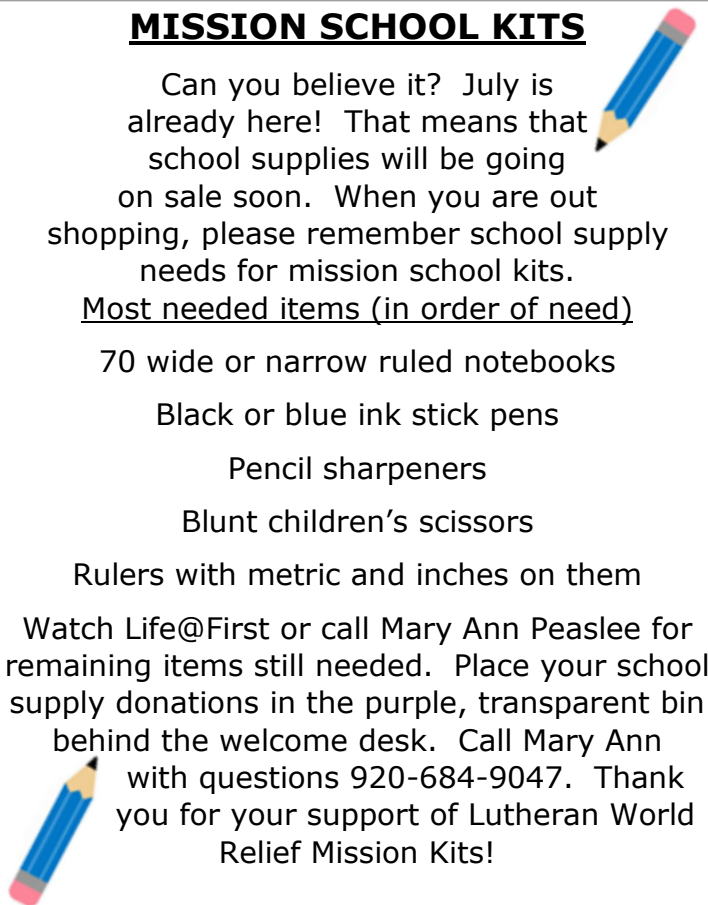 MISSION SCHOOL KITS
Can you believe it?  July is
already here!  That means that
school supplies will be going
on sale soon.  When you are out
shopping, please remember school supply
needs for mission school kits.
Most needed items (in order of need)
70 wide or narrow ruled notebooks
Black or blue ink stick pens
Pencil sharpeners
Blunt children’s scissors
Rulers with metric and inches on them
Watch Life@First or call Mary Ann Peaslee for
remaining items still needed.  Place your school
supply donations in the purple, transparent bin
behind the welcome desk.  Call Mary Ann
with questions 920-684-9047.  Thank
you for your support of Lutheran World
Relief Mission Kits!